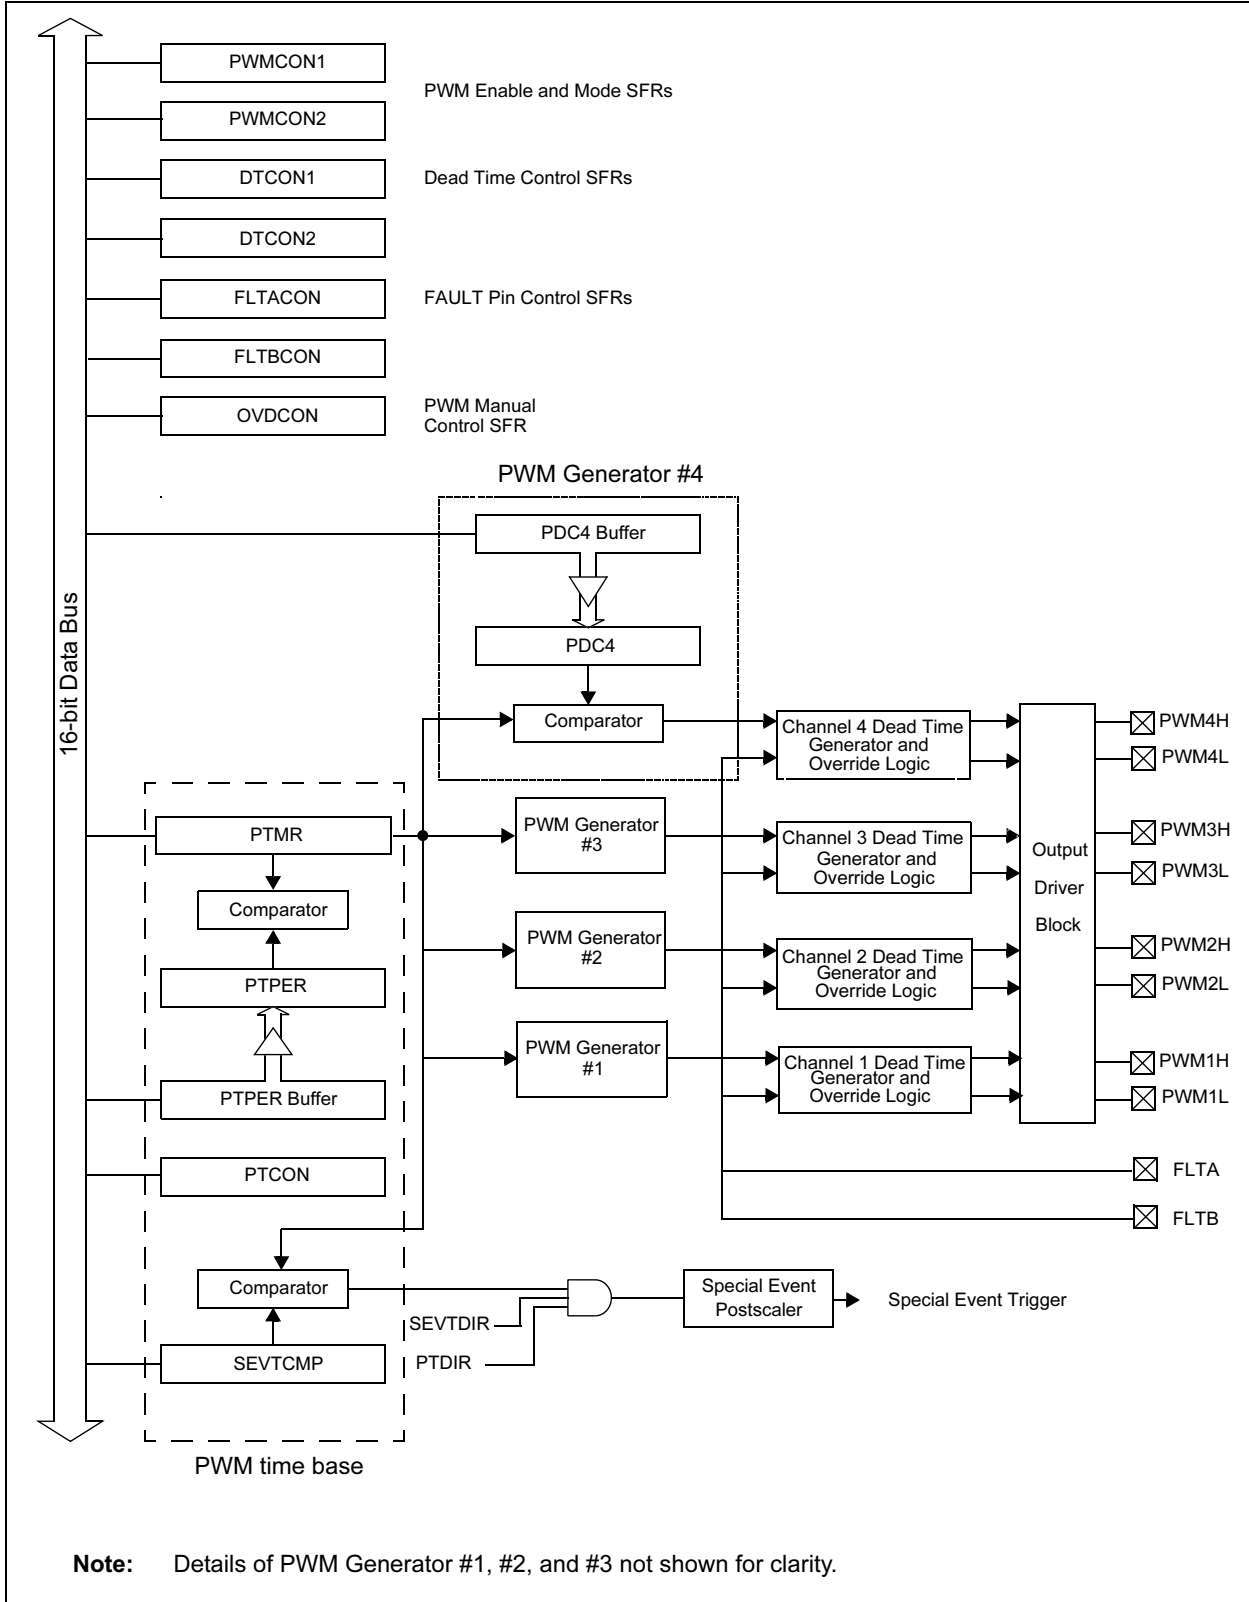 PWMCON1
PWM Enable and Mode SFRs
PWMCON2
DTCON1
Dead Time Control SFRs
DTCON2
FLTACON
FAULT Pin Control SFRs
FLTBCON
OVDCON
PWM Manual
Control SFR
PWM Generator #4
PDC4 Buffer
PDC4
Comparator
16-bit Data Bus
Channel 4 Dead Time
Generator and
Override Logic
PWM4H
PWM4L
PTMR
Comparator
PTPER
PTPER Buffer
PTCON
Comparator
SEVTCMP
PWM time base
PWM Generator
#3
Channel 3 Dead Time
Generator and
Override Logic
PWM3H
PWM3L
Output
Driver
Block
PWM Generator
#2
Channel 2 Dead Time
Generator and
Override Logic
PWM2H
PWM2L
PWM Generator
#1
Channel 1 Dead Time
Generator and
Override Logic
PWM1H
PWM1L
FLTA
FLTB
SEVTDIR
PTDIR
Special Event
Postscaler
Special Event Trigger
Note: Details of PWM Generator #1, #2, and #3 not shown for clarity.